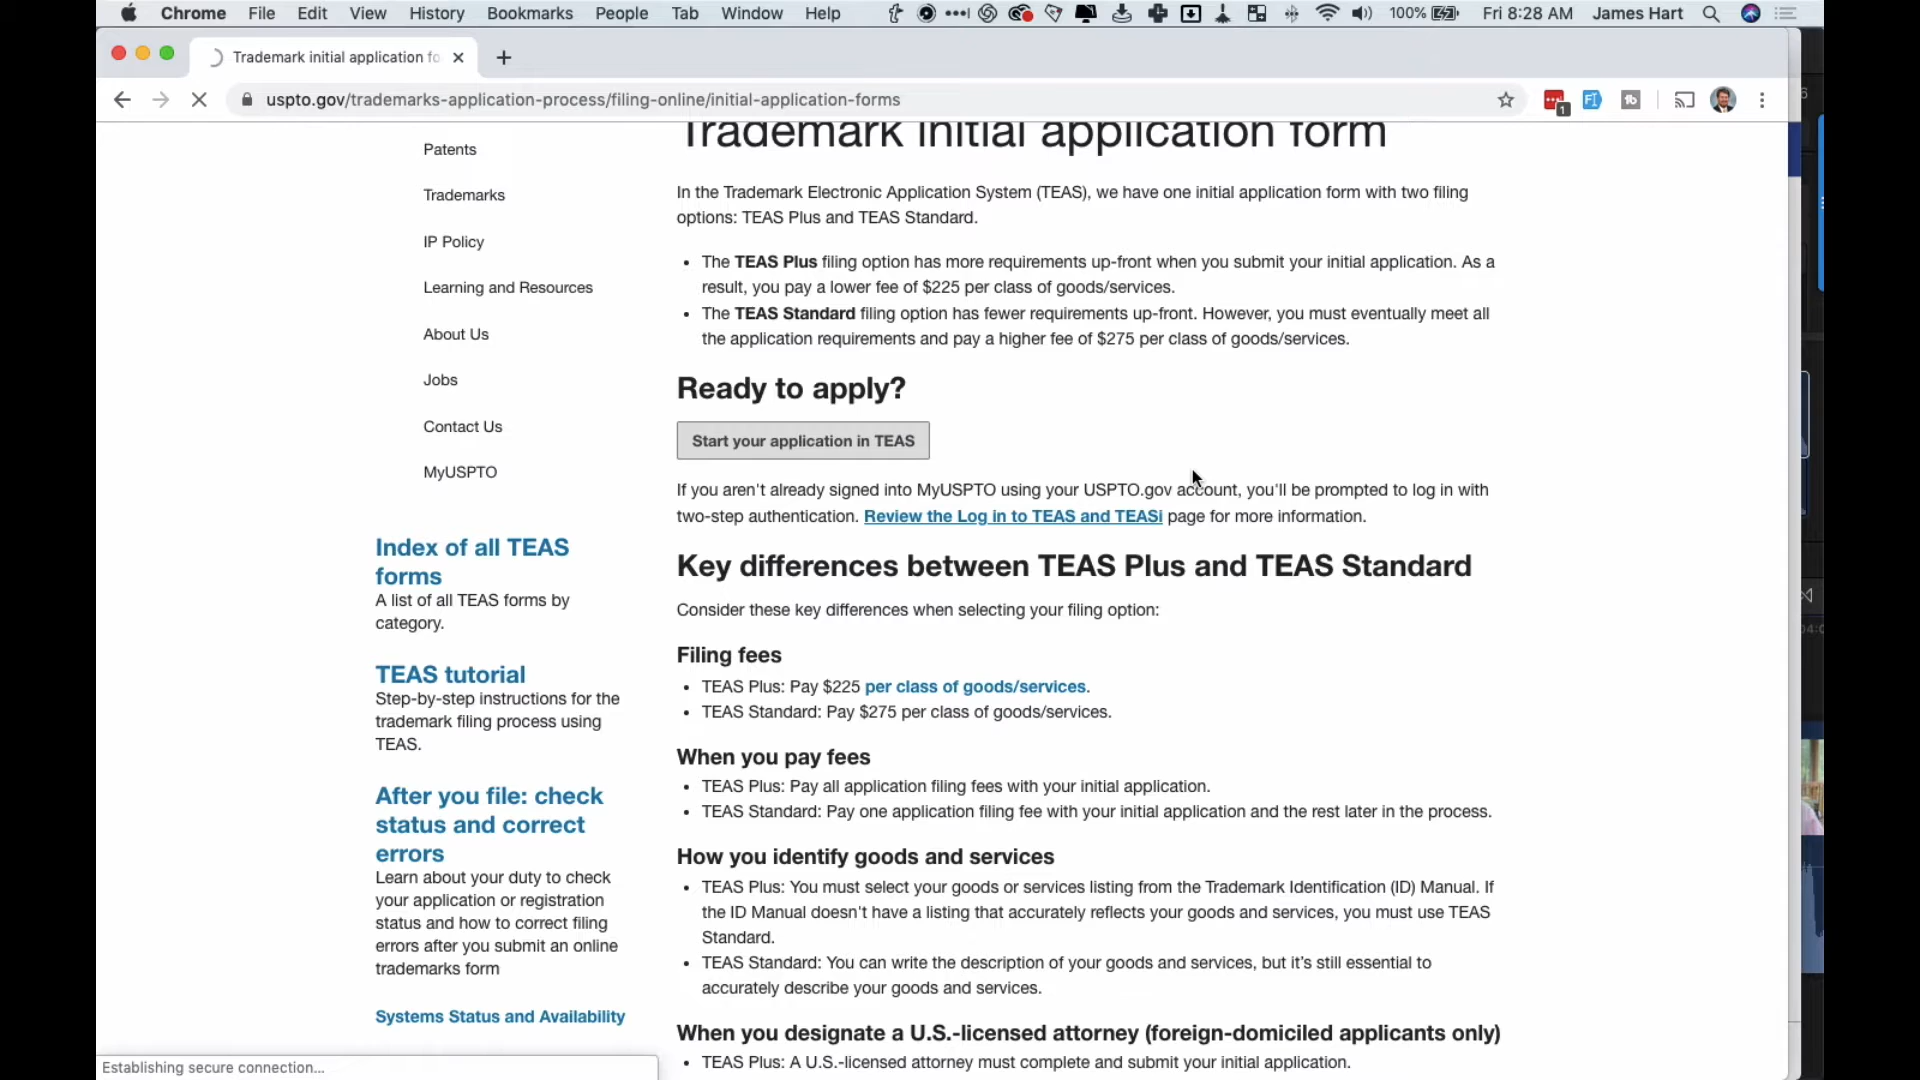 Chrome File Edit View History Bookmarks People Tab Window Help 100% Fri 8:28 AM James Hart
Trademark initial application fo
uspto.gov/trademarks-application-process/filing-online/initial-application-forms
1
Patents
Trademarks
IP Policy
Learning and Resources
About Us
Jobs
Contact Us
MyUSPTO
Index of all TEAS
forms
A list of all TEAS forms by
category.
TEAS tutorial
Step-by-step instructions for the
trademark filing process using
TEAS.
After you file: check
status and correct
errors
Learn about your duty to check
your application or registration
status and how to correct filing
errors after you submit an online
trademarks form
Systems Status and Availability
Trademark initial application form
In the Trademark Electronic Application System (TEAS), we have one initial application form with two filing
options: TEAS Plus and TEAS Standard.
• The TEAS Plus filing option has more requirements up-front when you submit your initial application. As a
result, you pay a lower fee of $225 per class of goods/services.
• The TEAS Standard filing option has fewer requirements up-front. However, you must eventually meet all
the application requirements and pay a higher fee of $275 per class of goods/services.
Ready to apply?
Start your application in TEAS
If you aren't already signed into MyUSPTO using your USPTO.gov account, you'll be prompted to log in with
two-step authentication. Review the Log in to TEAS and TEASi page for more information.
Key differences between TEAS Plus and TEAS Standard
Consider these key differences when selecting your filing option:
Filing fees
• TEAS Plus: Pay $225 per class of goods/services.
• TEAS Standard: Pay $275 per class of goods/services.
When you pay fees
• TEAS Plus: Pay all application filing fees with your initial application.
• TEAS Standard: Pay one application filing fee with your initial application and the rest later in the process.
How you identify goods and services
• TEAS Plus: You must select your goods or services listing from the Trademark Identification (ID) Manual. If
the ID Manual doesn't have a listing that accurately reflects your goods and services, you must use TEAS
Standard.
• TEAS Standard: You can write the description of your goods and services, but it's still essential to
accurately describe your goods and services.
When you designate a U.S.-licensed attorney (foreign-domiciled applicants only)
• TEAS Plus: A U.S.-licensed attorney must complete and submit your initial application.
Establishing secure connection...